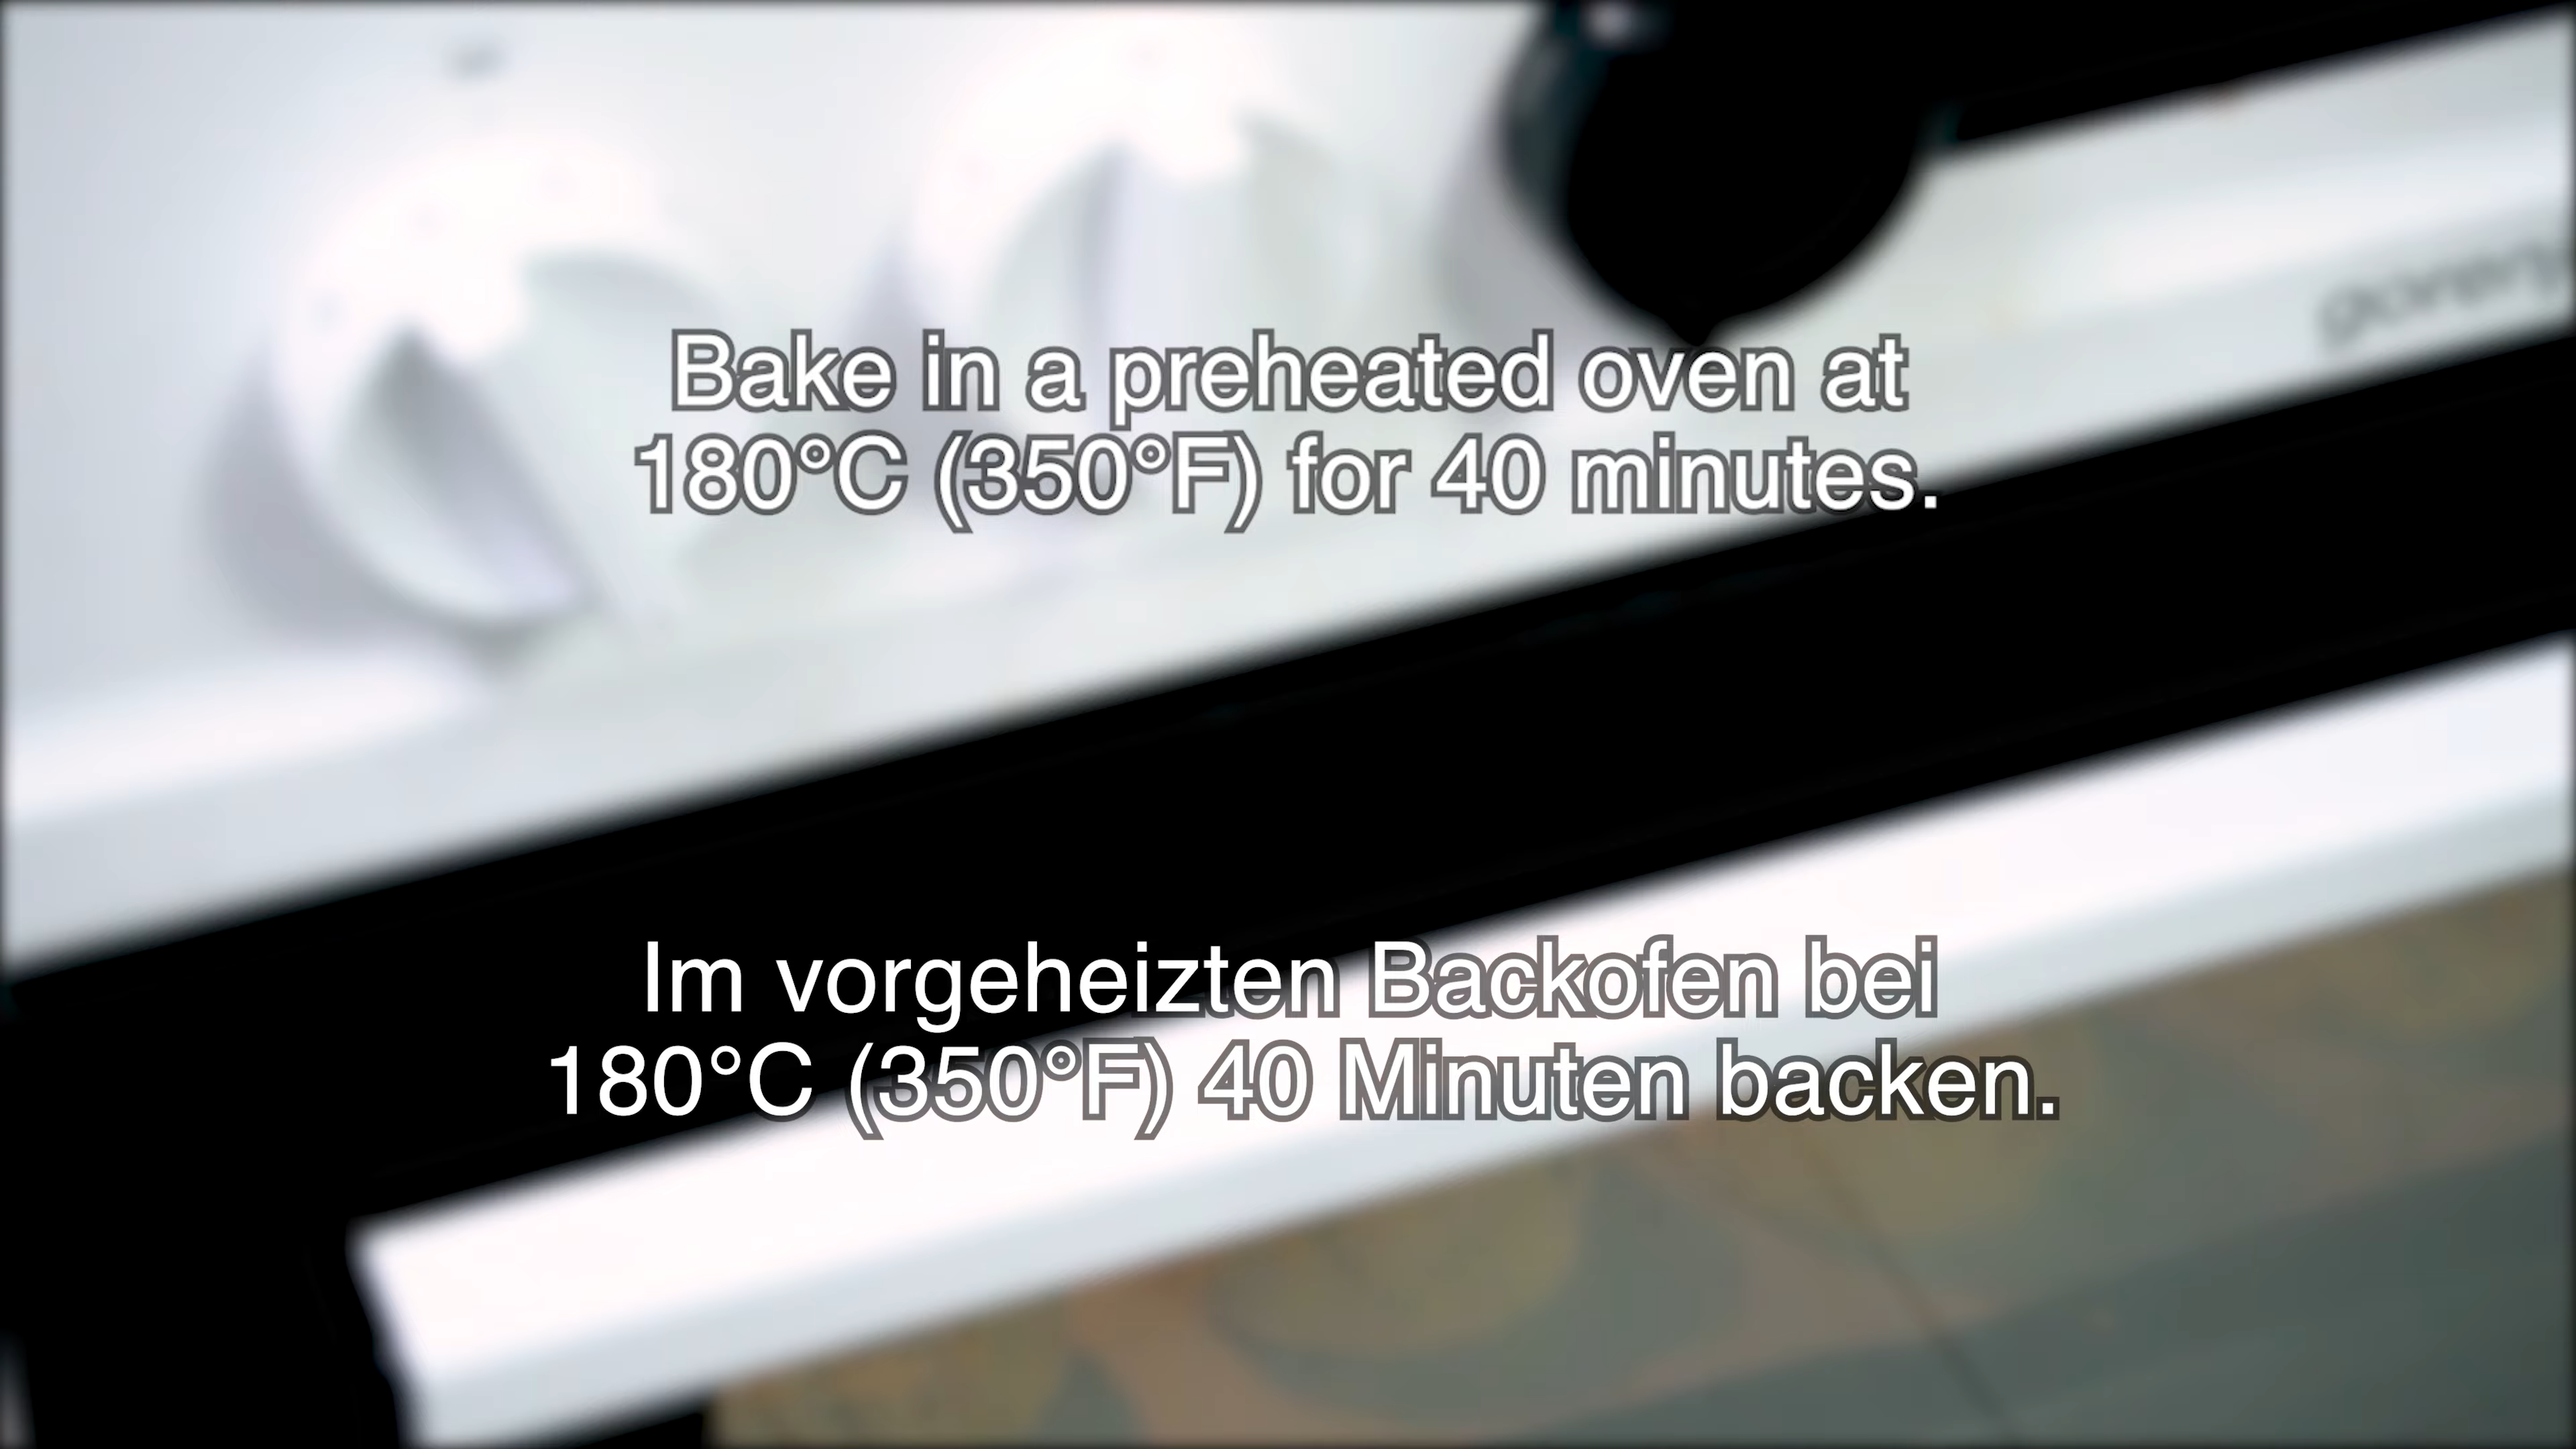 Bake in a preheated oven at
180°C (350°F) for 40 minutes.
Im vorgeheizten Backofen bei
180°C (350°F) 40 Minuten backen.